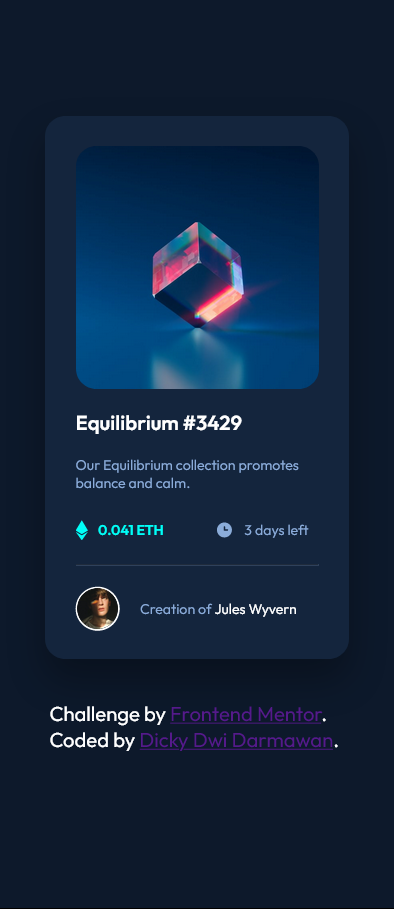 Equilibrium #3429
Our Equilibrium collection promotes
balance and calm.
0.041 ETH
3 days left
Creation of Jules Wyvern
Challenge by Frontend Mentor.
Coded by Dicky Dwi Darmawan.